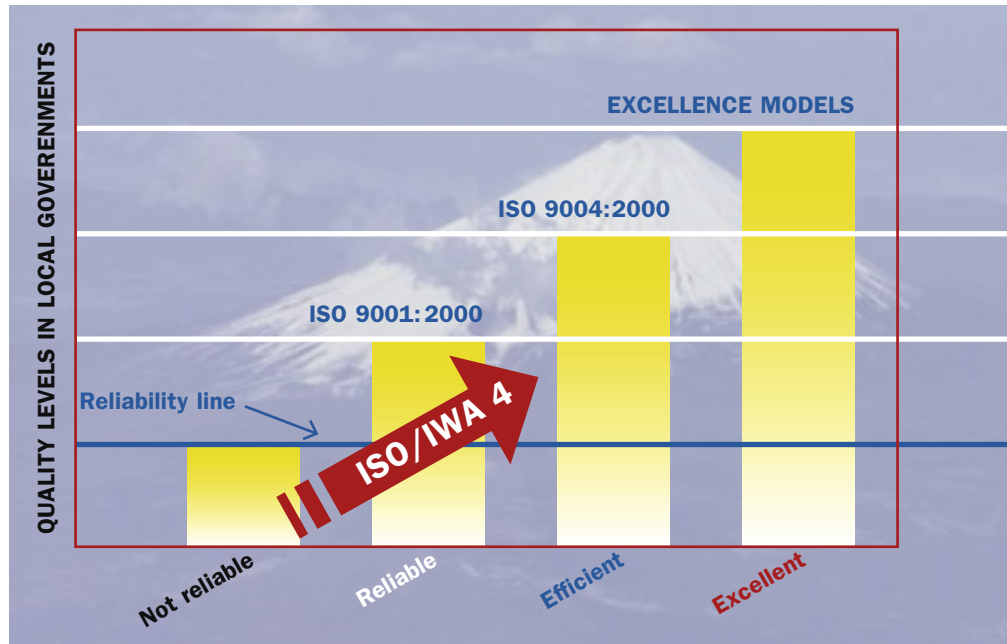 QUALITY LEVELS IN LOCAL GOVERENMENTS
EXCELLENCE MODELS
ISO 9004:2000
ISO 9001:2000
Reliability line
ISO/IWA 4
Not reliable
Reliable
Efficient
Excellent